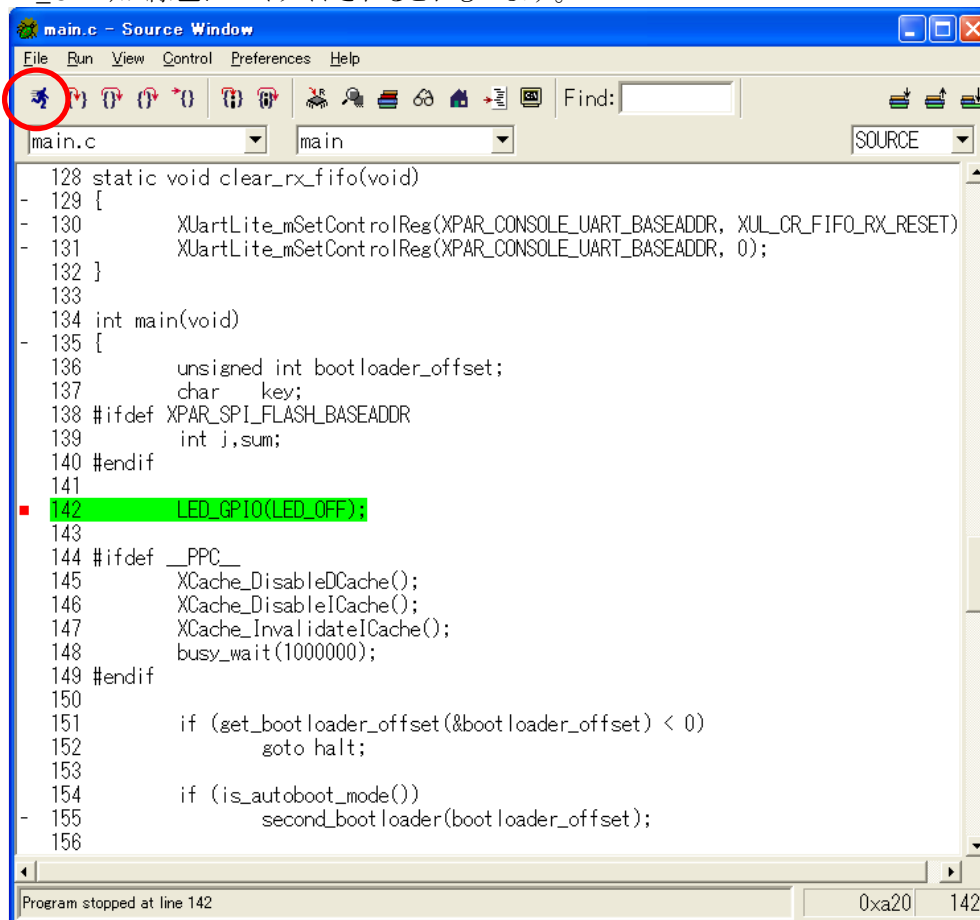 main.c - Source Window
File Run View Control Preferences Help
Find:
main.c main SOURCE
128 static void clear_rx_fifo(void)
- 129 {
- 130 XUartLite_mSetControlReg(XPAR_CONSOLE_UART_BASEADDR, XUL_CR_FIFO_RX_RESET)
- 131 XUartLite_mSetControlReg(XPAR_CONSOLE_UART_BASEADDR, 0);
132 }
133
134 int main(void)
- 135 {
136 unsigned int bootloader_offset;
137 char key;
138 #ifdef XPAR_SPI_FLASH_BASEADDR
139 int j,sum;
140 #endif
141
142 LED_GPIO(LED_OFF);
143
144 #ifdef __PPC__
145 XCache_DisableDCache();
146 XCache_DisableICache();
147 XCache_InvalidateICache();
148 busy_wait(1000000);
149 #endif
150
151 if (get_bootloader_offset(&bootloader_offset) < 0)
152 goto halt;
153
154 if (is_autoboot_mode())
- 155 second_bootloader(bootloader_offset);
156
Program stopped at line 142 0xa20 142